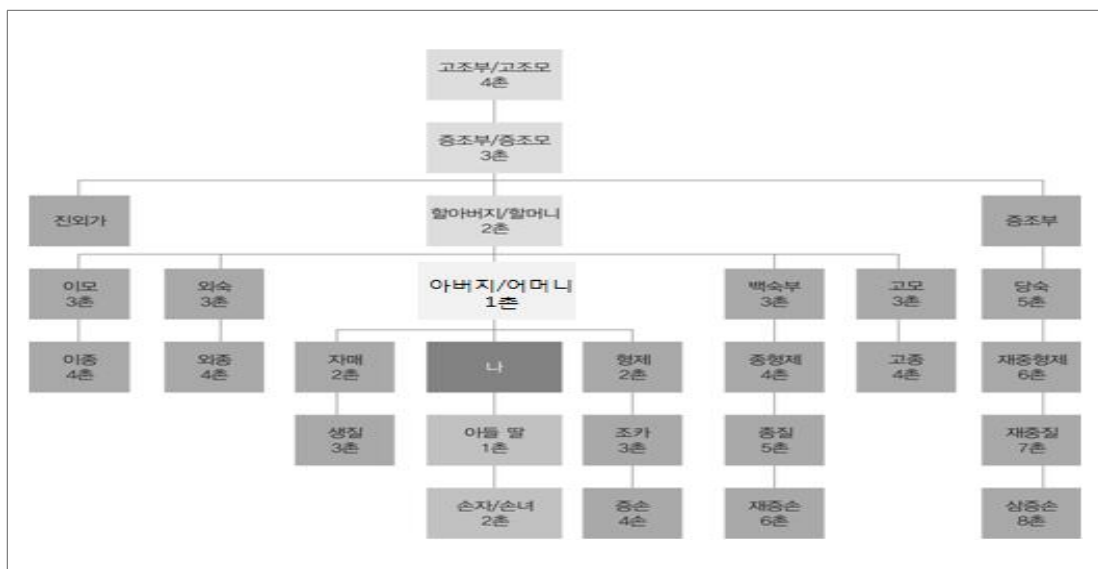 고조부/고조모
4촌
증조부/증조모
3촌
진외가
할아버지/할머니
2촌
증조부
이모
3촌
외숙
3촌
아버지/어머니
1촌
백숙부
3촌
고모
3촌
당숙
5촌
이종
4촌
외종
4촌
자매
2촌
나
형제
2촌
종형제
4촌
고종
4촌
재종형제
6촌
생질
3촌
아들 딸
1촌
조카
3촌
종질
5촌
재종질
7촌
손자/손녀
2촌
종손
4손
재종손
6촌
삼종손
8촌